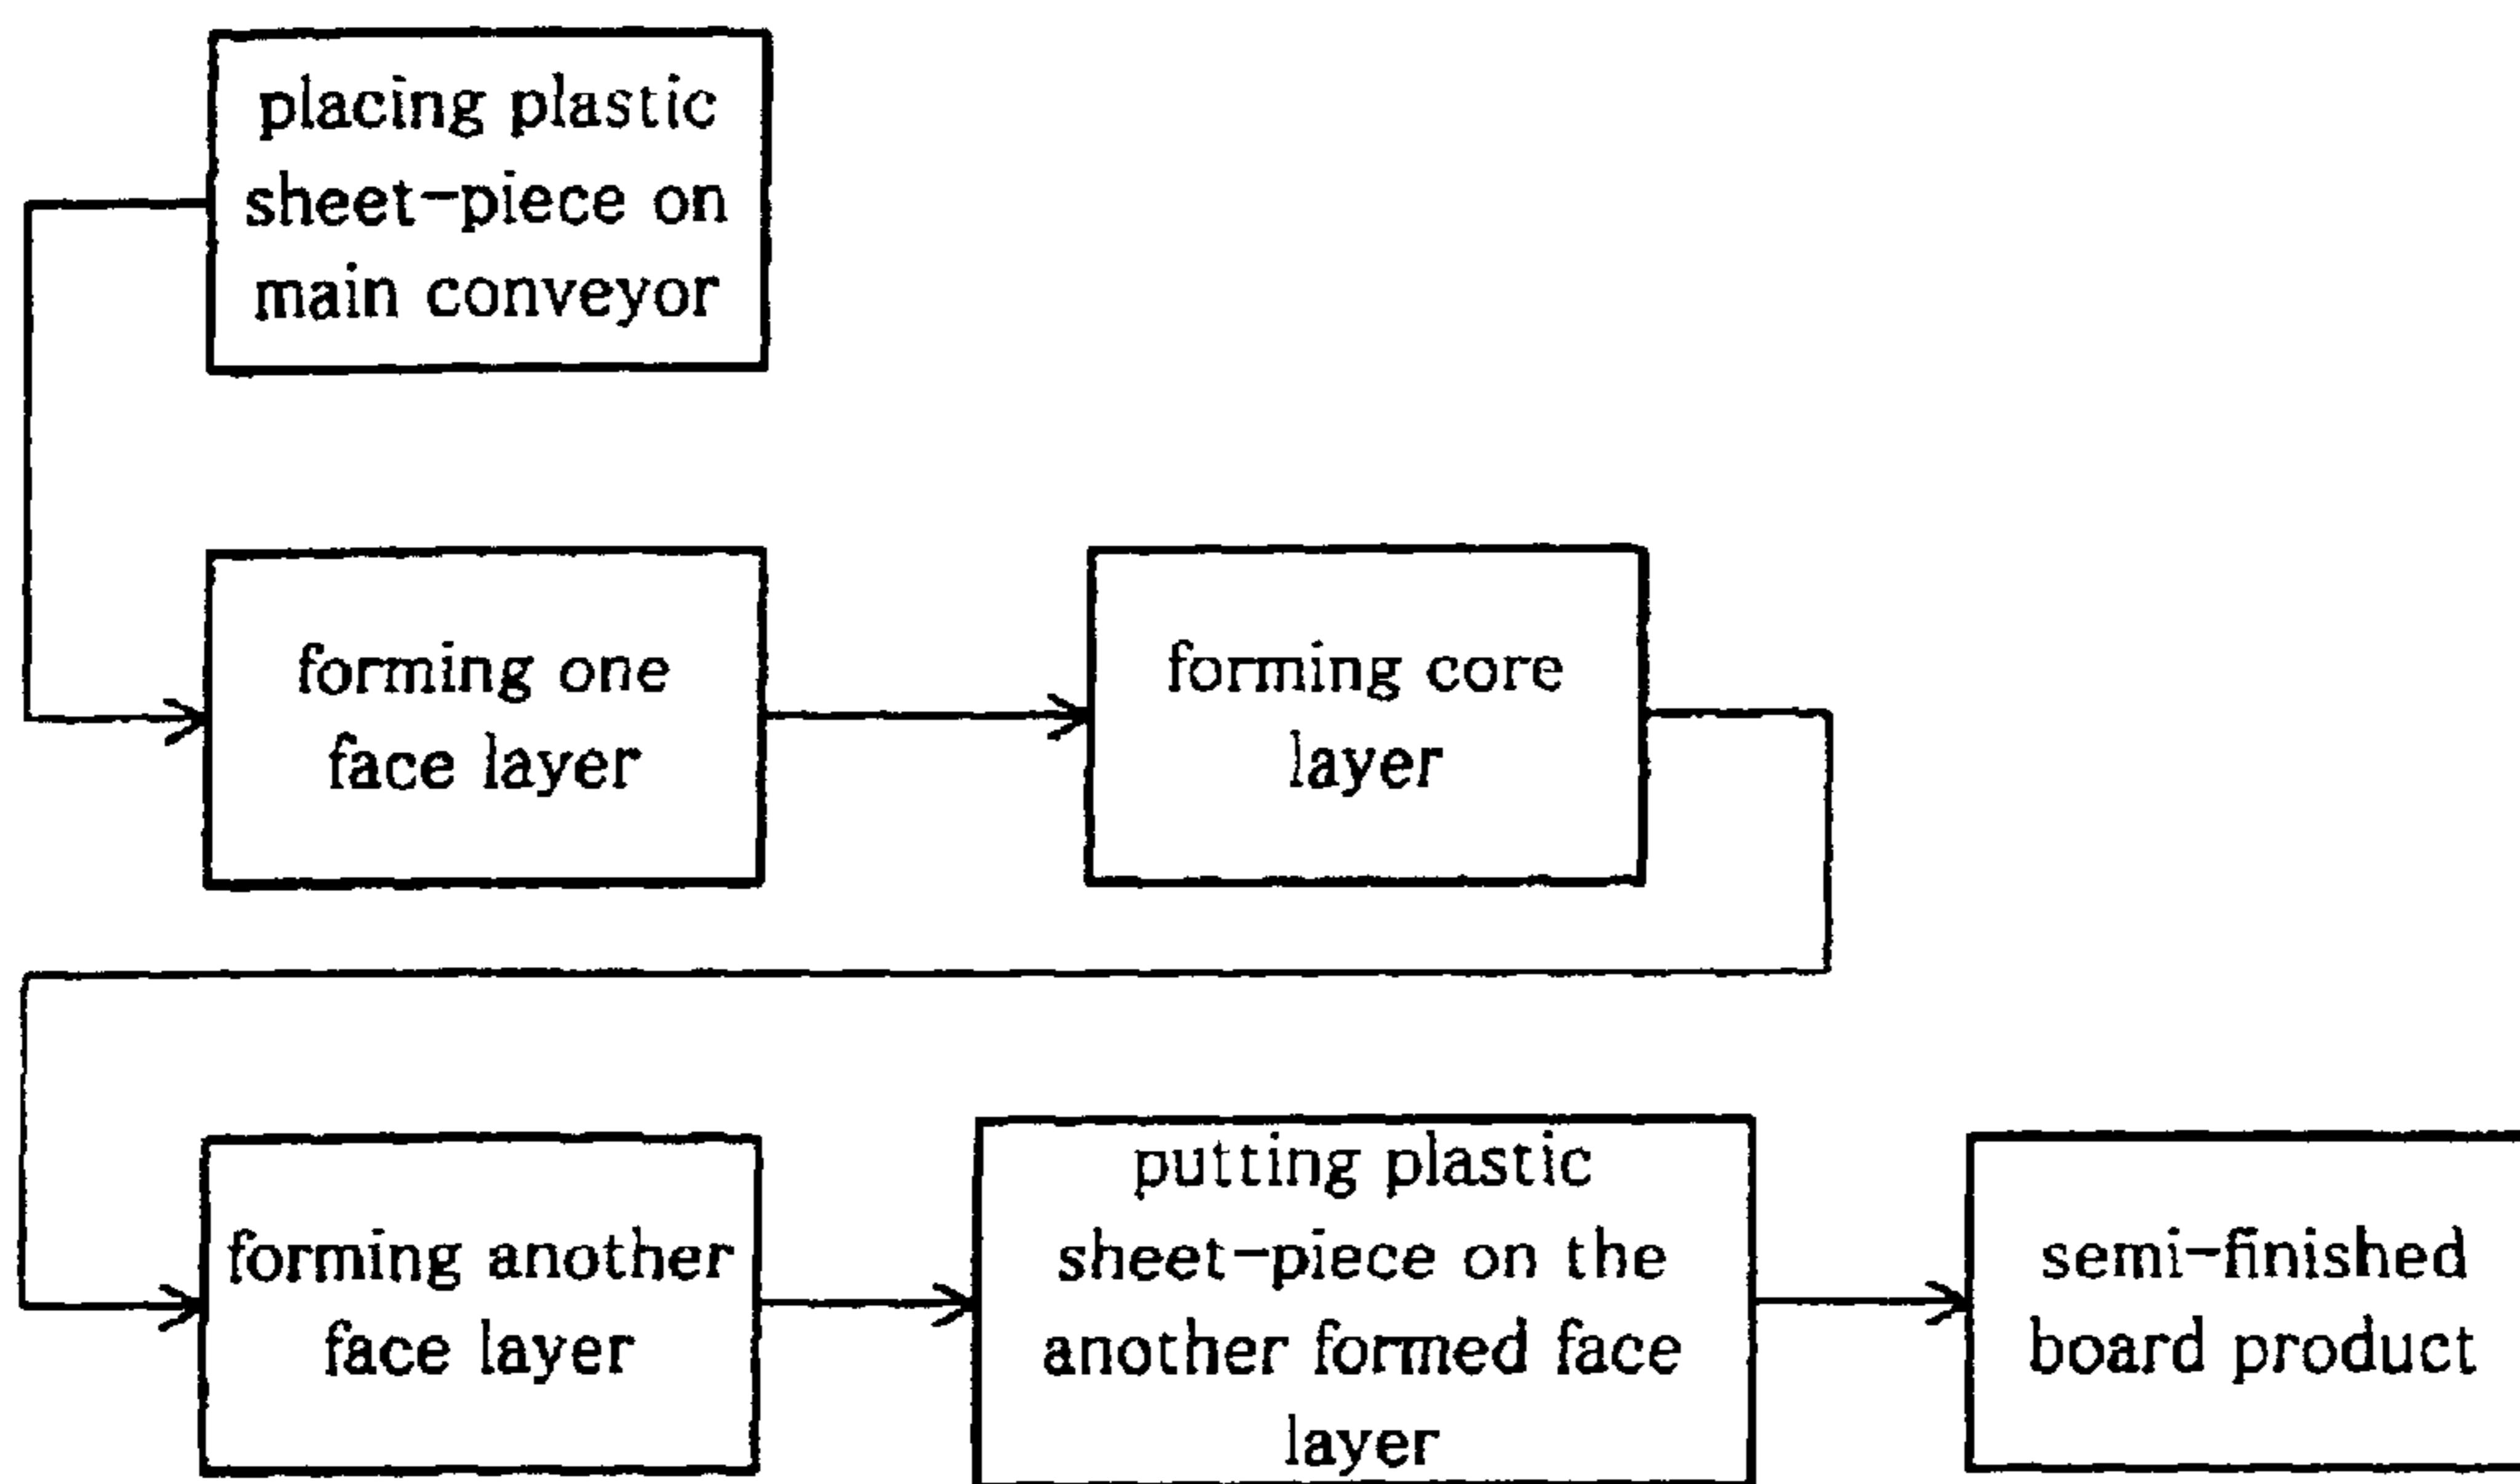 placing plastic
sheet-piece on
main conveyor
forming one
face layer
forming core
layer
forming another
face layer
putting plastic
sheet-piece on the
another formed face
layer
semi-finished
board product